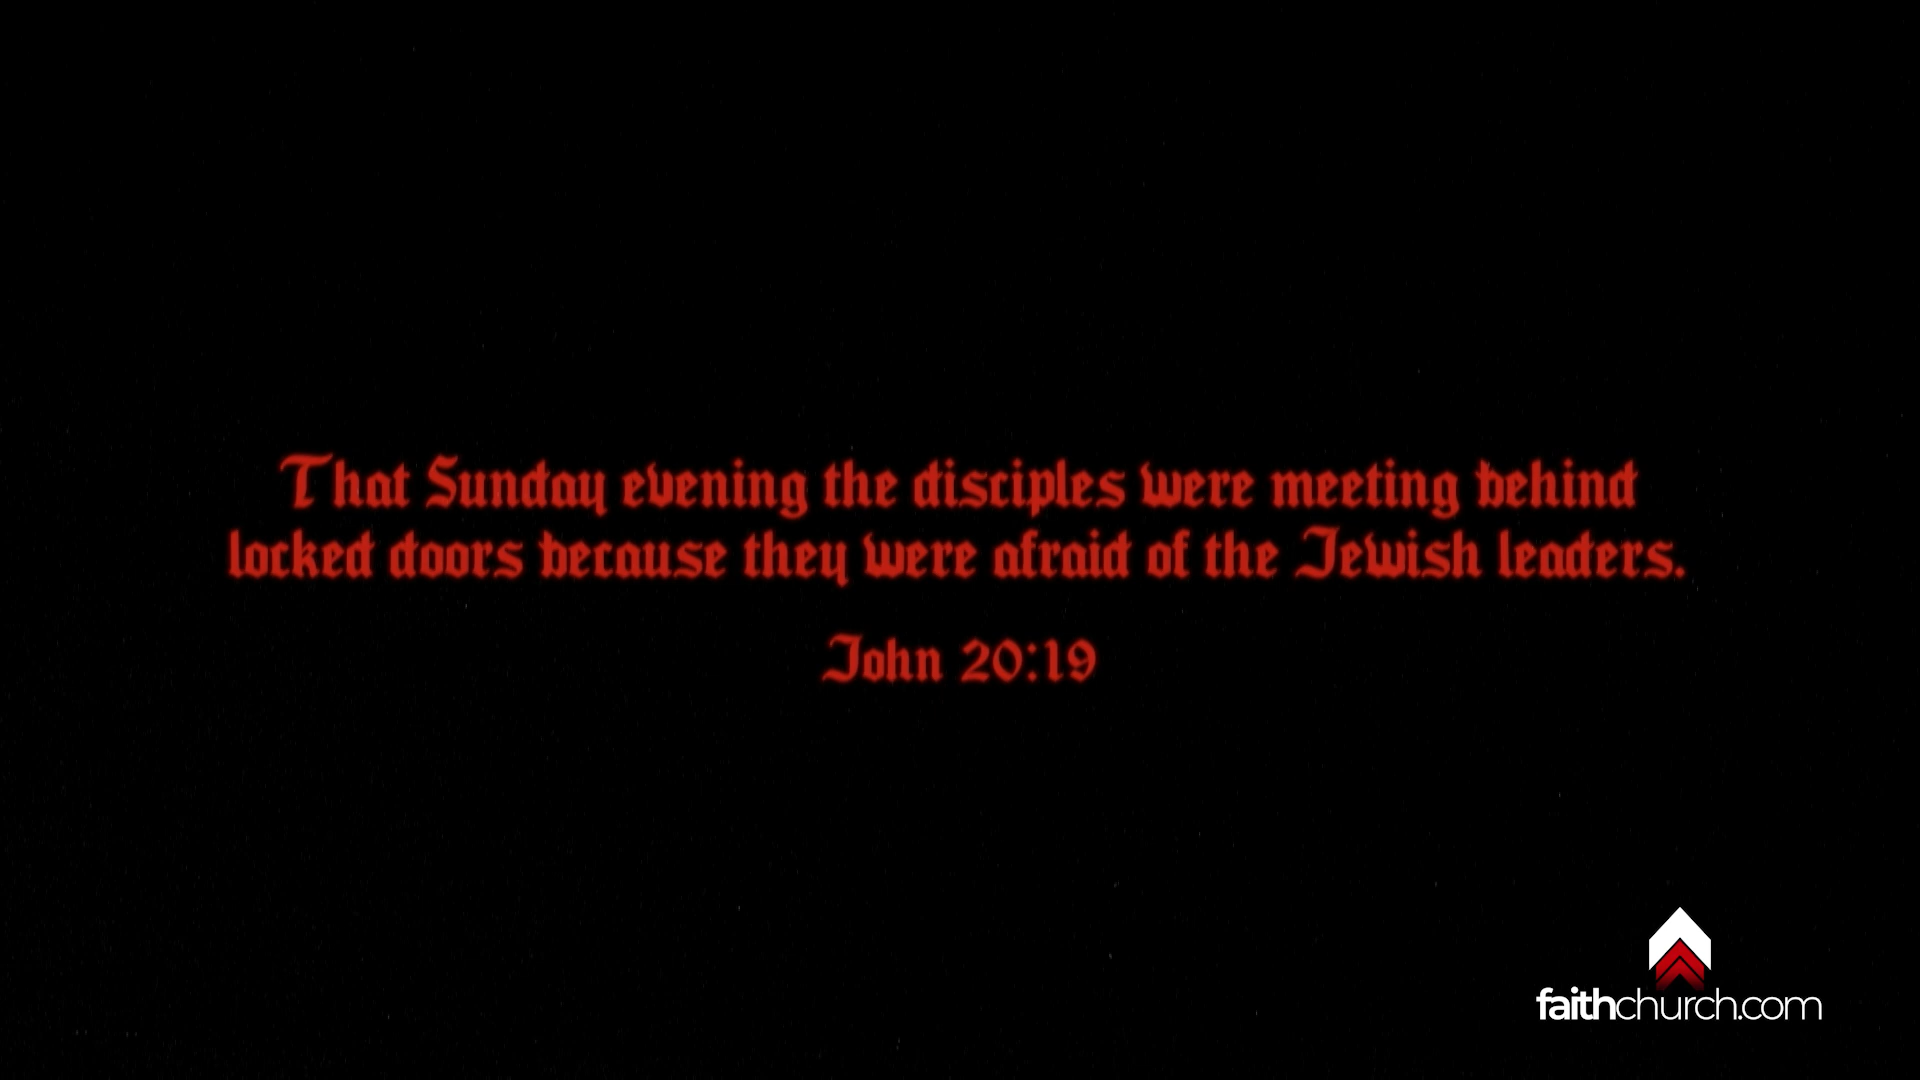 That Sunday evening the disciples were meeting behind
locked doors because they were afraid of the Jewish leaders.
John 20:19
faithchurch.com